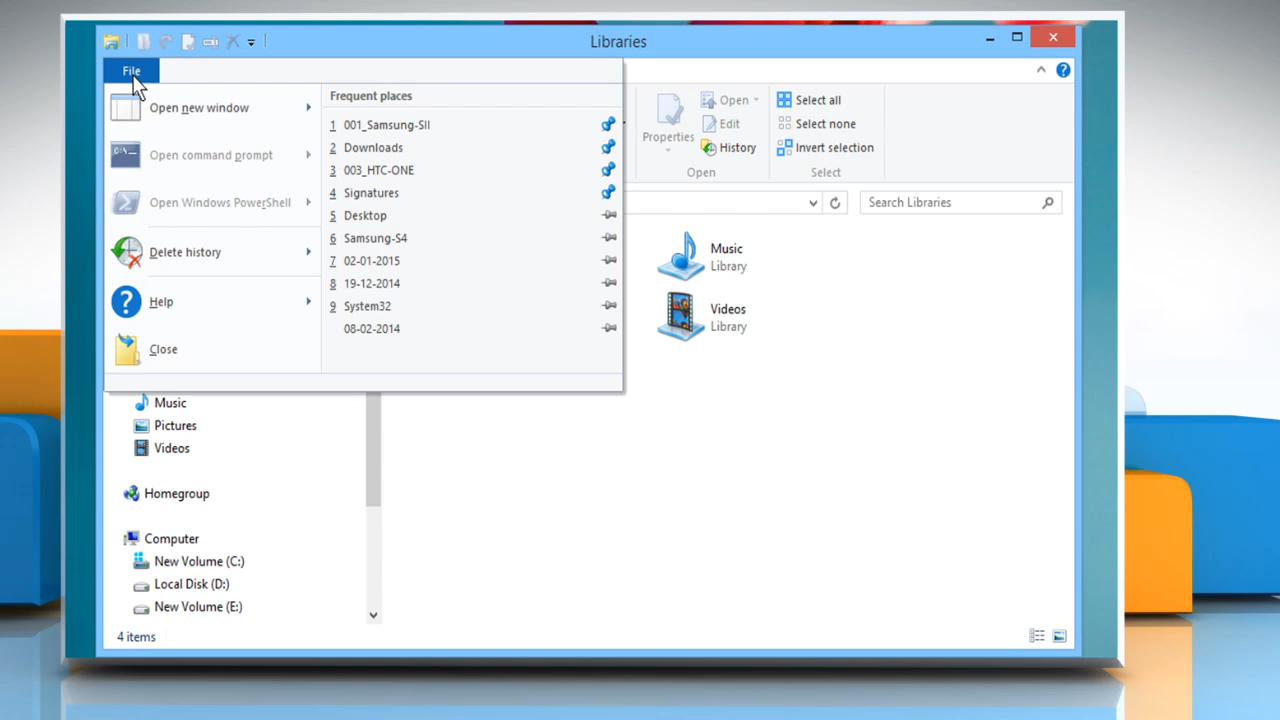 Libraries
File
Open new window
Open command prompt
Open Windows PowerShell
Delete history
Help
Close
Frequent places
1 001_Samsung-SII
2 Downloads
3 003_HTC-ONE
4 Signatures
5 Desktop
6 Samsung-S4
7 02-01-2015
8 19-12-2014
9 System32
08-02-2014
Properties
Open
Edit
History
Open
Select all
Select none
Invert selection
Select
Search Libraries
Music
Library
Videos
Library
Music
Pictures
Videos
Homegroup
Computer
New Volume (C:)
Local Disk (D:)
New Volume (E:)
4 items